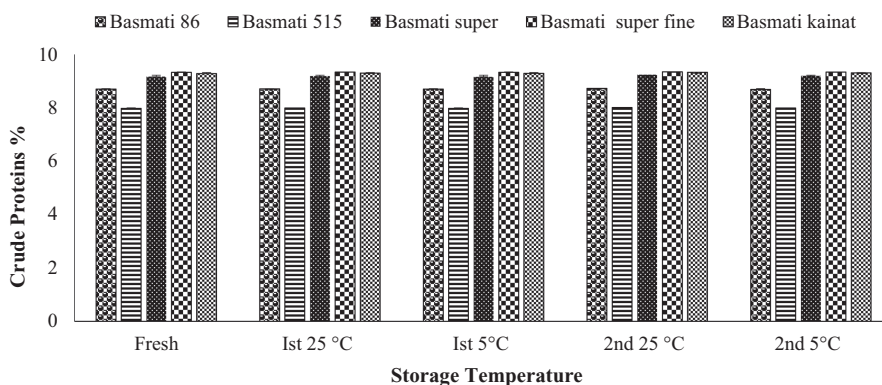 Basmati 86 Basmati 515 Basmati super Basmati super fine Basmati kainat
10
8
6
4
2
0
Crude Proteins %
Fresh Ist 25 °C Ist 5°C 2nd 25 °C 2nd 5°C
Storage Temperature